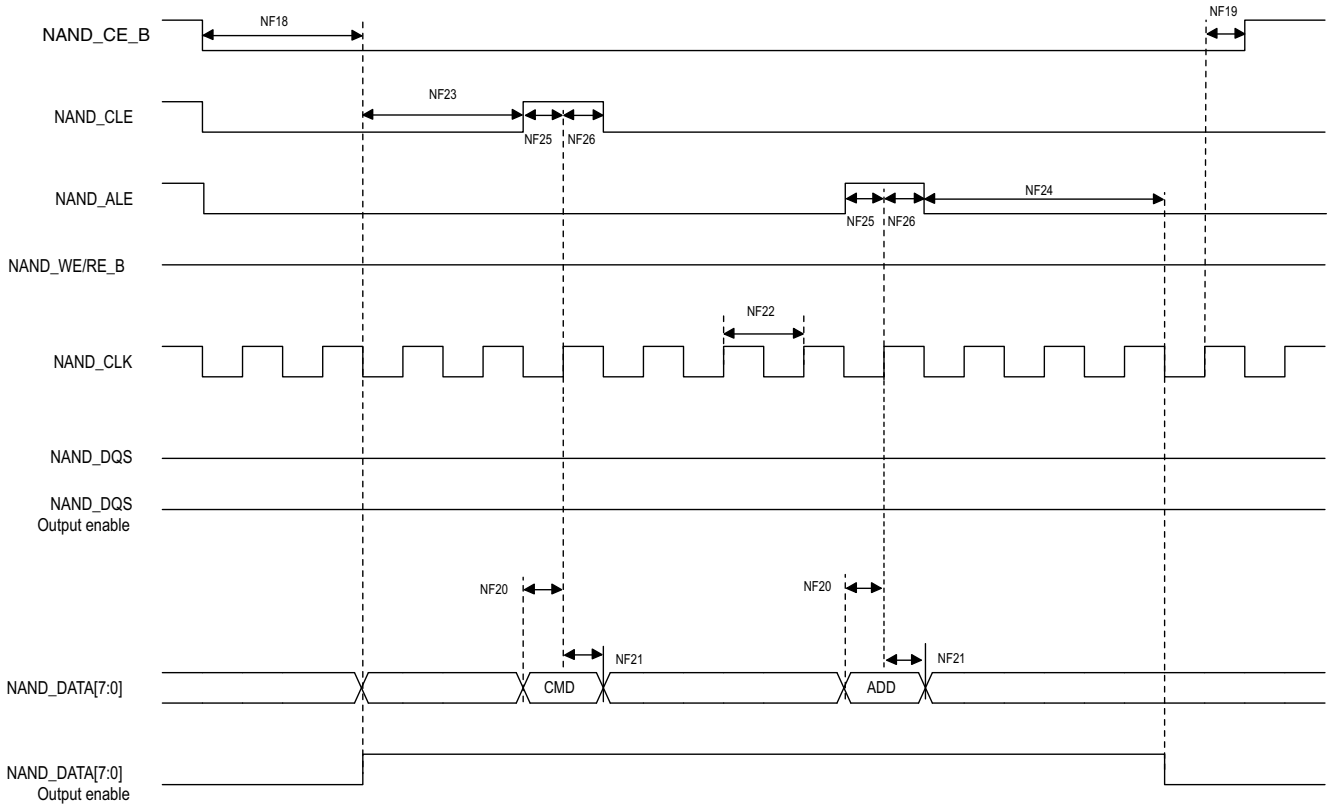 NF18
NF19
NAND_CE_B
NF23
NAND_CLE
NF25
NF26
NF24
NAND_ALE
NF25
NF26
NAND_WE/RE_B
NF22
NAND_CLK
NAND_DQS
NAND_DQS
Output enable
NF20
NF20
NF21
NF21
NAND_DATA[7:0]
CMD
ADD
NAND_DATA[7:0]
Output enable